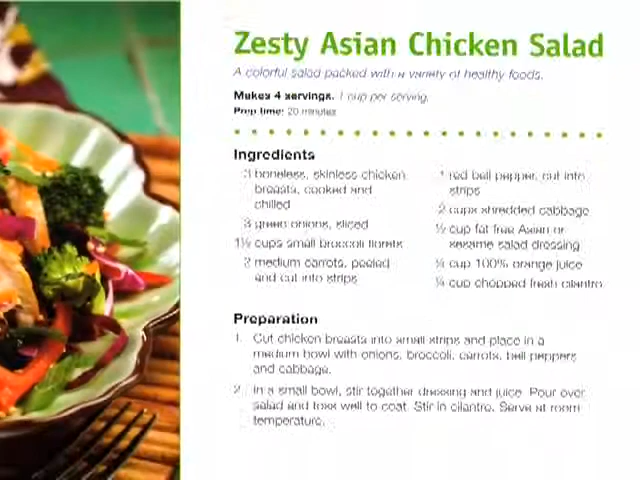 Zesty Asian Chicken Salad
A colorful salad packed with a variety of healthy foods.
Makes 4 servings. 1 cup per serving.
Prep time: 20 minutes
Ingredients
3 boneless, skinless chicken
breasts, cooked and
chilled
3 green onions, sliced
1½ cups small broccoli florets
2 medium carrots, peeled
and cut into strips
1 red bell pepper, cut into
strips
2 cups shredded cabbage
½ cup fat free Asian or
sesame salad dressing
¼ cup 100% orange juice
¼ cup chopped fresh cilantro
Preparation
1. Cut chicken breasts into small strips and place in a
medium bowl with onions, broccoli, carrots, bell peppers
and cabbage.
2. In a small bowl, stir together dressing and juice. Pour over
salad and toss well to coat. Stir in cilantro. Serve at room
temperature.